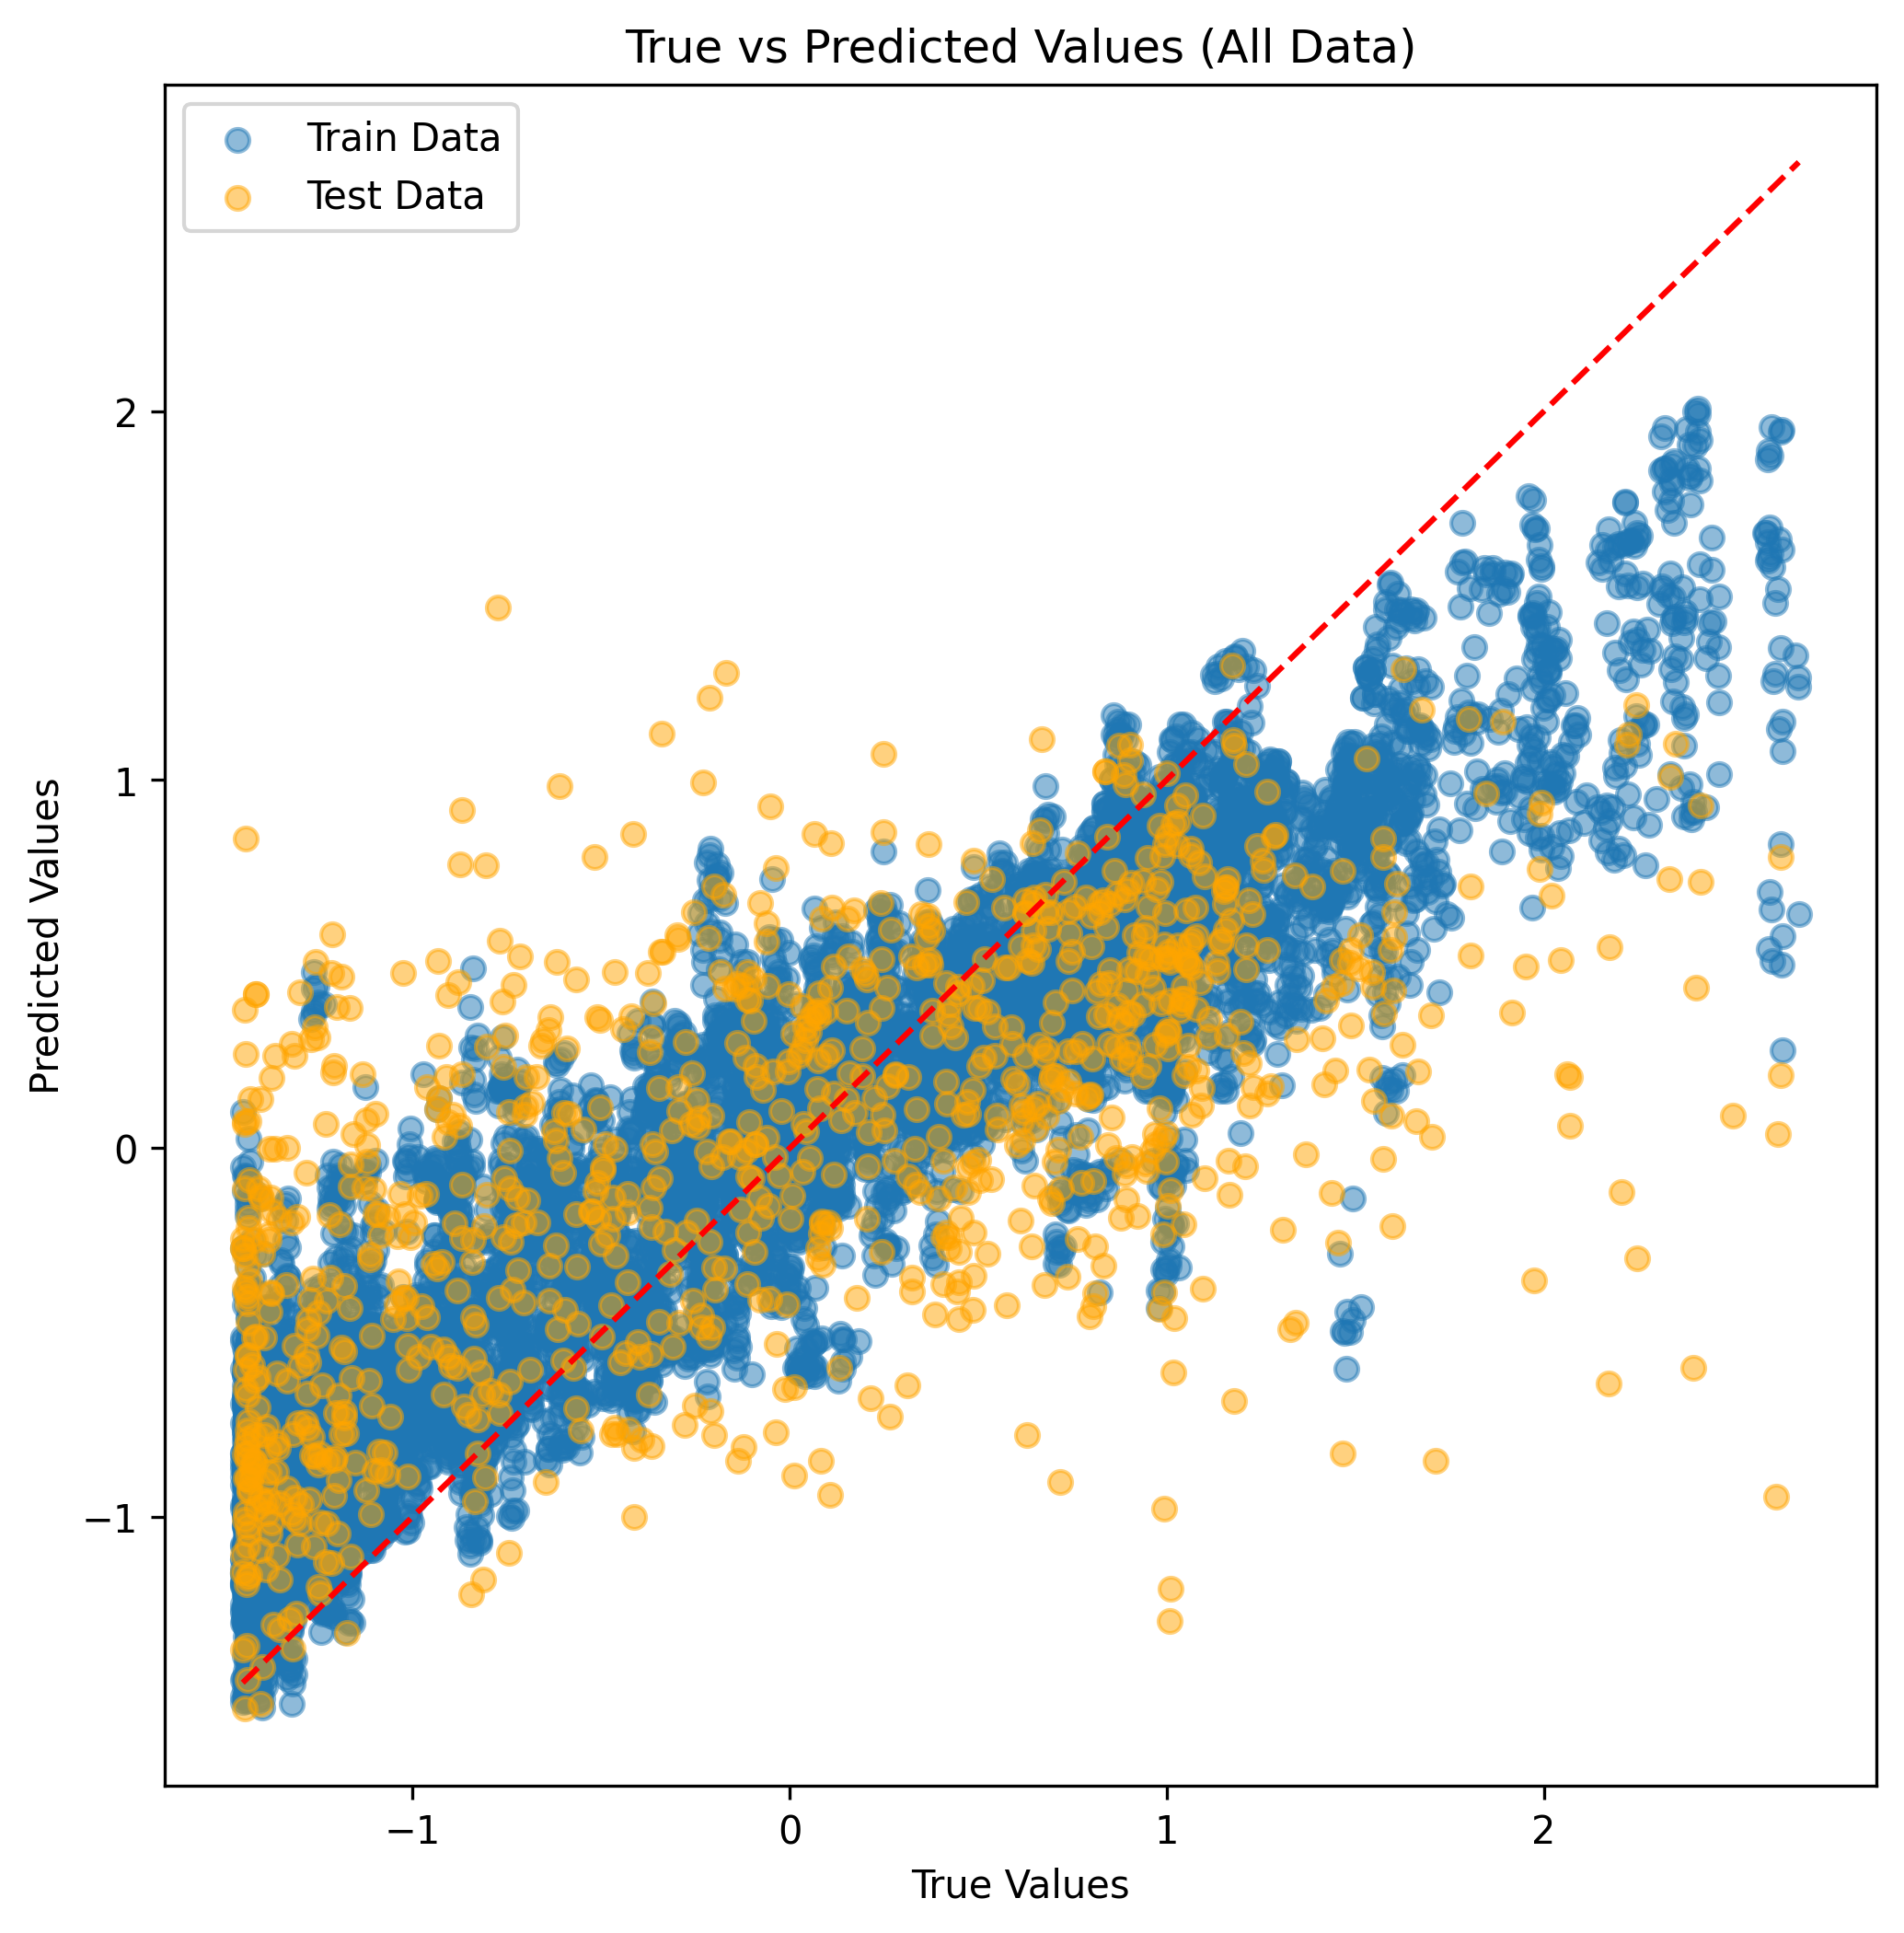 True vs Predicted Values (All Data)
Train Data
Test Data
Predicted Values
2
1
0
−1
−1
0
1
2
True Values